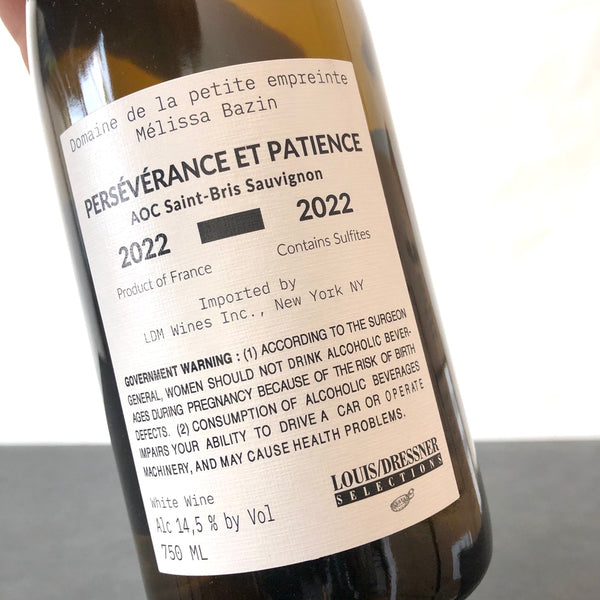 Domaine de la petite empreinte
Mélissa Bazin
PERSÉVÉRANCE ET PATIENCE
AOC Saint-Bris Sauvignon
2022 2022
Product of France Contains Sulfites
Imported by
LDM Wines Inc., New York NY
GOVERNMENT WARNING : (1) ACCORDING TO THE SURGEON
GENERAL, WOMEN SHOULD NOT DRINK ALCOHOLIC BEVER-
AGES DURING PREGNANCY BECAUSE OF THE RISK OF BIRTH
DEFECTS. (2) CONSUMPTION OF ALCOHOLIC BEVERAGES
IMPAIRS YOUR ABILITY TO DRIVE A CAR OR OPERATE
MACHINERY, AND MAY CAUSE HEALTH PROBLEMS.
LOUIS/DRESSNER
SELECTIONS
White Wine
Alc 14,5 % by Vol
750 ML